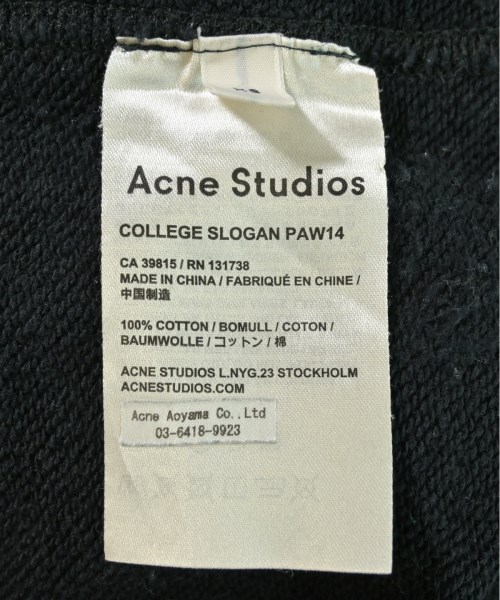 Acne Studios
COLLEGE SLOGAN PAW14
CA 39815 / RN 131738
MADE IN CHINA / FABRIQUÉ EN CHINE /
中国制造
100% COTTON / BOMULL / COTON /
BAUMWOLLE / コットン / 棉
ACNE STUDIOS L.NYG.23 STOCKHOLM
ACNESTUDIOS.COM
Acne Aoyama Co.,Ltd
03-6418-9923